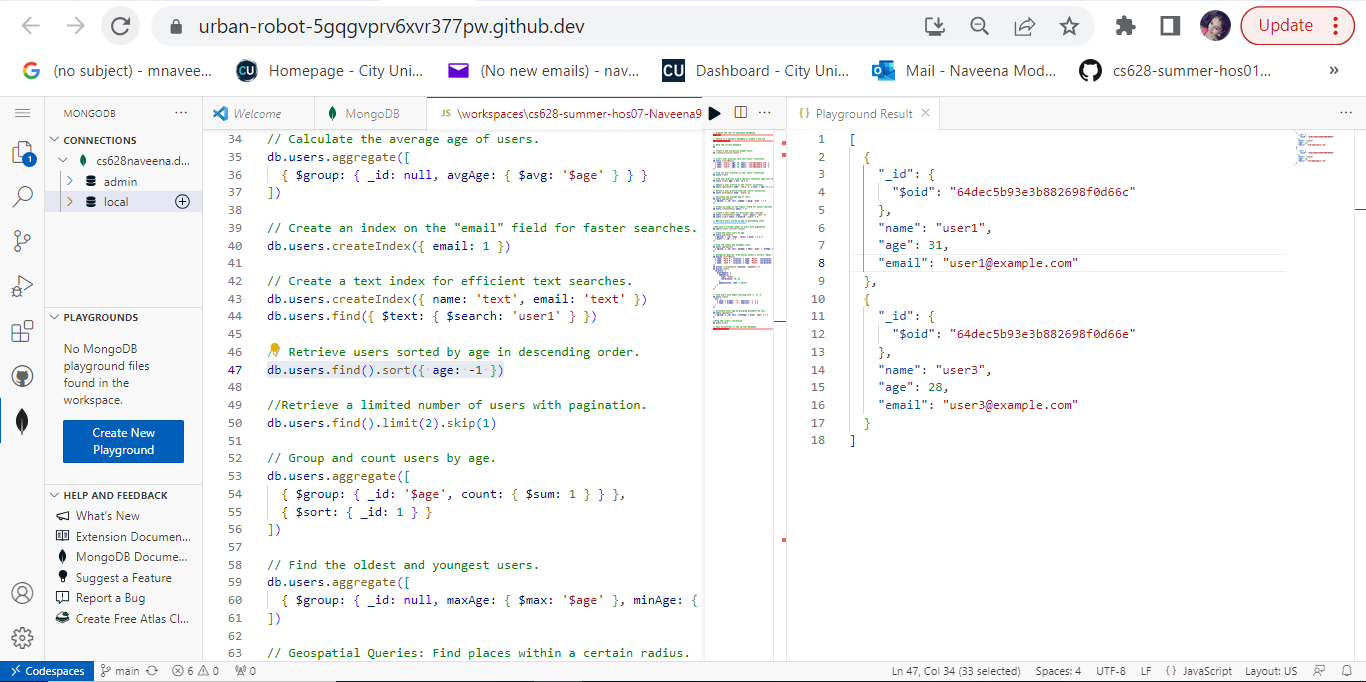 urban-robot-5gqgvprv6xvr377pw.github.dev
Update
(no subject) - mnavee...
Homepage - City Uni...
(No new emails) - nav...
Dashboard - City Uni...
Mail - Naveena Mod...
cs628-summer-hos01...
»
MONGODB
CONNECTIONS
cs628naveena.d...
admin
local
PLAYGROUNDS
No MongoDB
playground files
found in the
workspace.
Create New
Playground
HELP AND FEEDBACK
What's New
Extension Documen...
MongoDB Docume...
Suggest a Feature
Report a Bug
Create Free Atlas Cl...
Welcome
MongoDB
JS \workspaces\cs628-summer-hos07-Naveena9
34 // Calculate the average age of users.
35 db.users.aggregate([
36 { $group: { _id: null, avgAge: { $avg: '$age' } } }
37 ])
38
39 // Create an index on the "email" field for faster searches.
40 db.users.createIndex({ email: 1 })
41
42 // Create a text index for efficient text searches.
43 db.users.createIndex({ name: 'text', email: 'text' })
44 db.users.find({ $text: { $search: 'user1' } })
45
46 // Retrieve users sorted by age in descending order.
47 db.users.find().sort({ age: -1 })
48
49 //Retrieve a limited number of users with pagination.
50 db.users.find().limit(2).skip(1)
51
52 // Group and count users by age.
53 db.users.aggregate([
54 { $group: { _id: '$age', count: { $sum: 1 } } },
55 { $sort: { _id: 1 } }
56 ])
57
58 // Find the oldest and youngest users.
59 db.users.aggregate([
60 { $group: { _id: null, maxAge: { $max: '$age' }, minAge: {
61 ])
62
63 // Geospatial Queries: Find places within a certain radius.
{ } Playground Result
1 [
2 {
3 "_id": {
4 "$oid": "64dec5b93e3b882698f0d66c"
5 },
6 "name": "user1",
7 "age": 31,
8 "email": "user1@example.com"
9 },
10 {
11 "_id": {
12 "$oid": "64dec5b93e3b882698f0d66e"
13 },
14 "name": "user3",
15 "age": 28,
16 "email": "user3@example.com"
17 }
18 ]
Codespaces
main
6 0
0
Ln 47, Col 34 (33 selected)
Spaces: 4
UTF-8
LF
{ } JavaScript
Layout: US